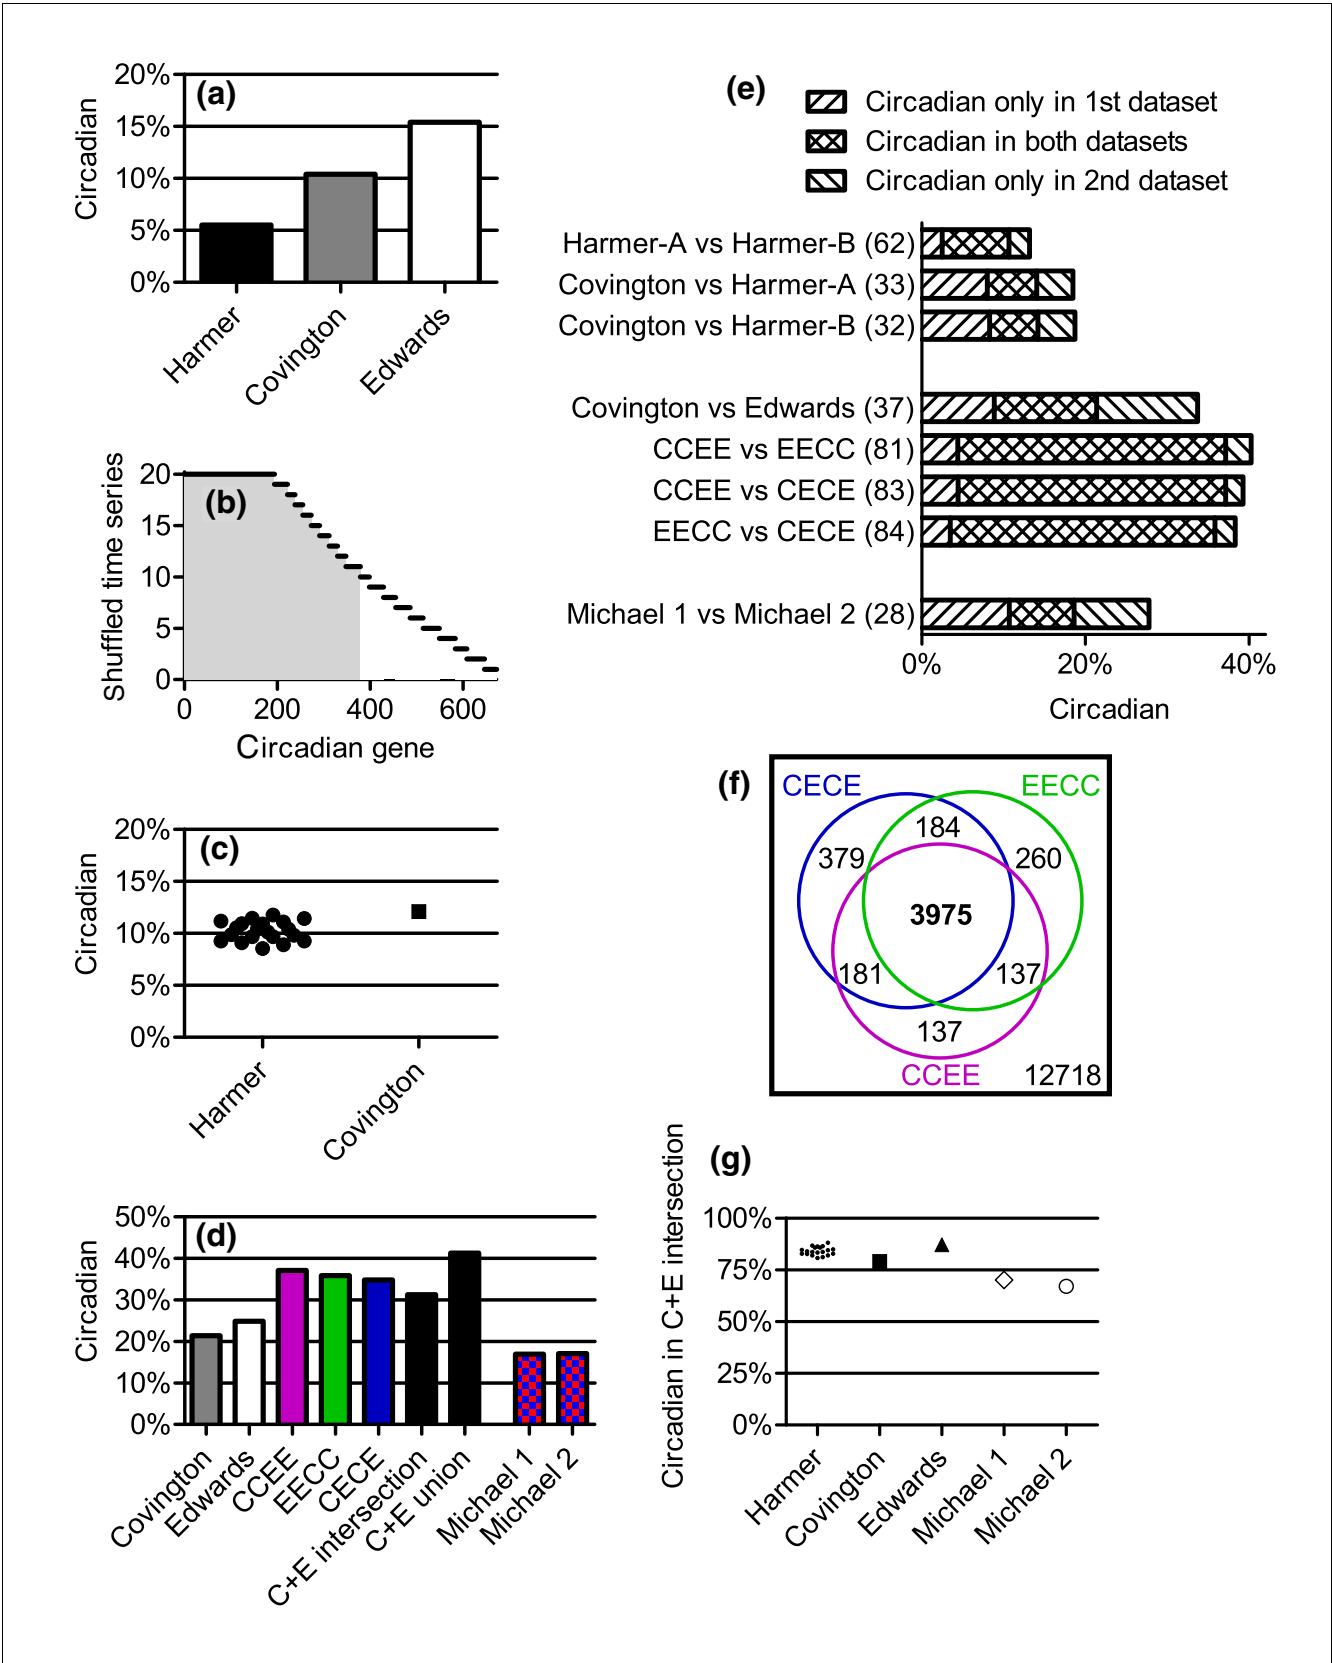 (a)
Circadian
20%
15%
10%
5%
0%
Harmer
Covington
Edwards
(b)
Shuffled time series
20
15
10
5
0
0 200 400 600
Circadian gene
(c)
Circadian
20%
15%
10%
5%
0%
Harmer
Covington
(d)
Circadian
50%
40%
30%
20%
10%
0%
Covington
Edwards
CCEE
EECC
CECE
C+E intersection
C+E union
Michael 1
Michael 2
(e)
Circadian only in 1st dataset
Circadian in both datasets
Circadian only in 2nd dataset
Harmer-A vs Harmer-B (62)
Covington vs Harmer-A (33)
Covington vs Harmer-B (32)
Covington vs Edwards (37)
CCEE vs EECC (81)
CCEE vs CECE (83)
EECC vs CECE (84)
Michael 1 vs Michael 2 (28)
0% 20% 40%
Circadian
(f)
CECE EECC
184
379 260
3975
181 137
137
CCEE 12718
(g)
Circadian in C+E intersection
100%
75%
50%
25%
0%
Harmer
Covington
Edwards
Michael 1
Michael 2